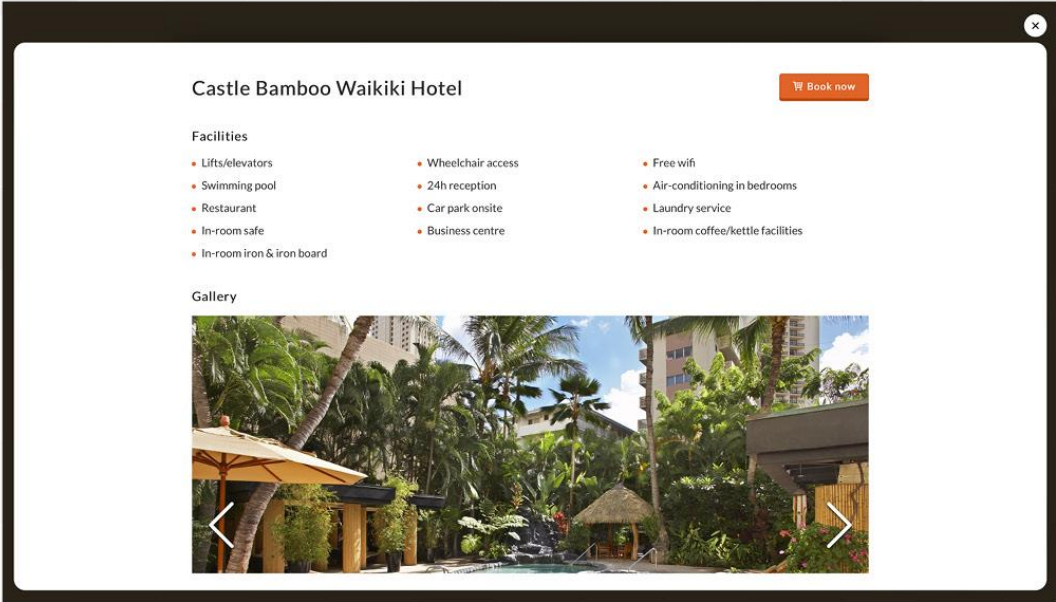 Castle Bamboo Waikiki Hotel
Book now
Facilities
Lifts/elevators
Wheelchair access
Free wifi
Swimming pool
24h reception
Air-conditioning in bedrooms
Restaurant
Car park onsite
Laundry service
In-room safe
Business centre
In-room coffee/kettle facilities
In-room iron & iron board
Gallery